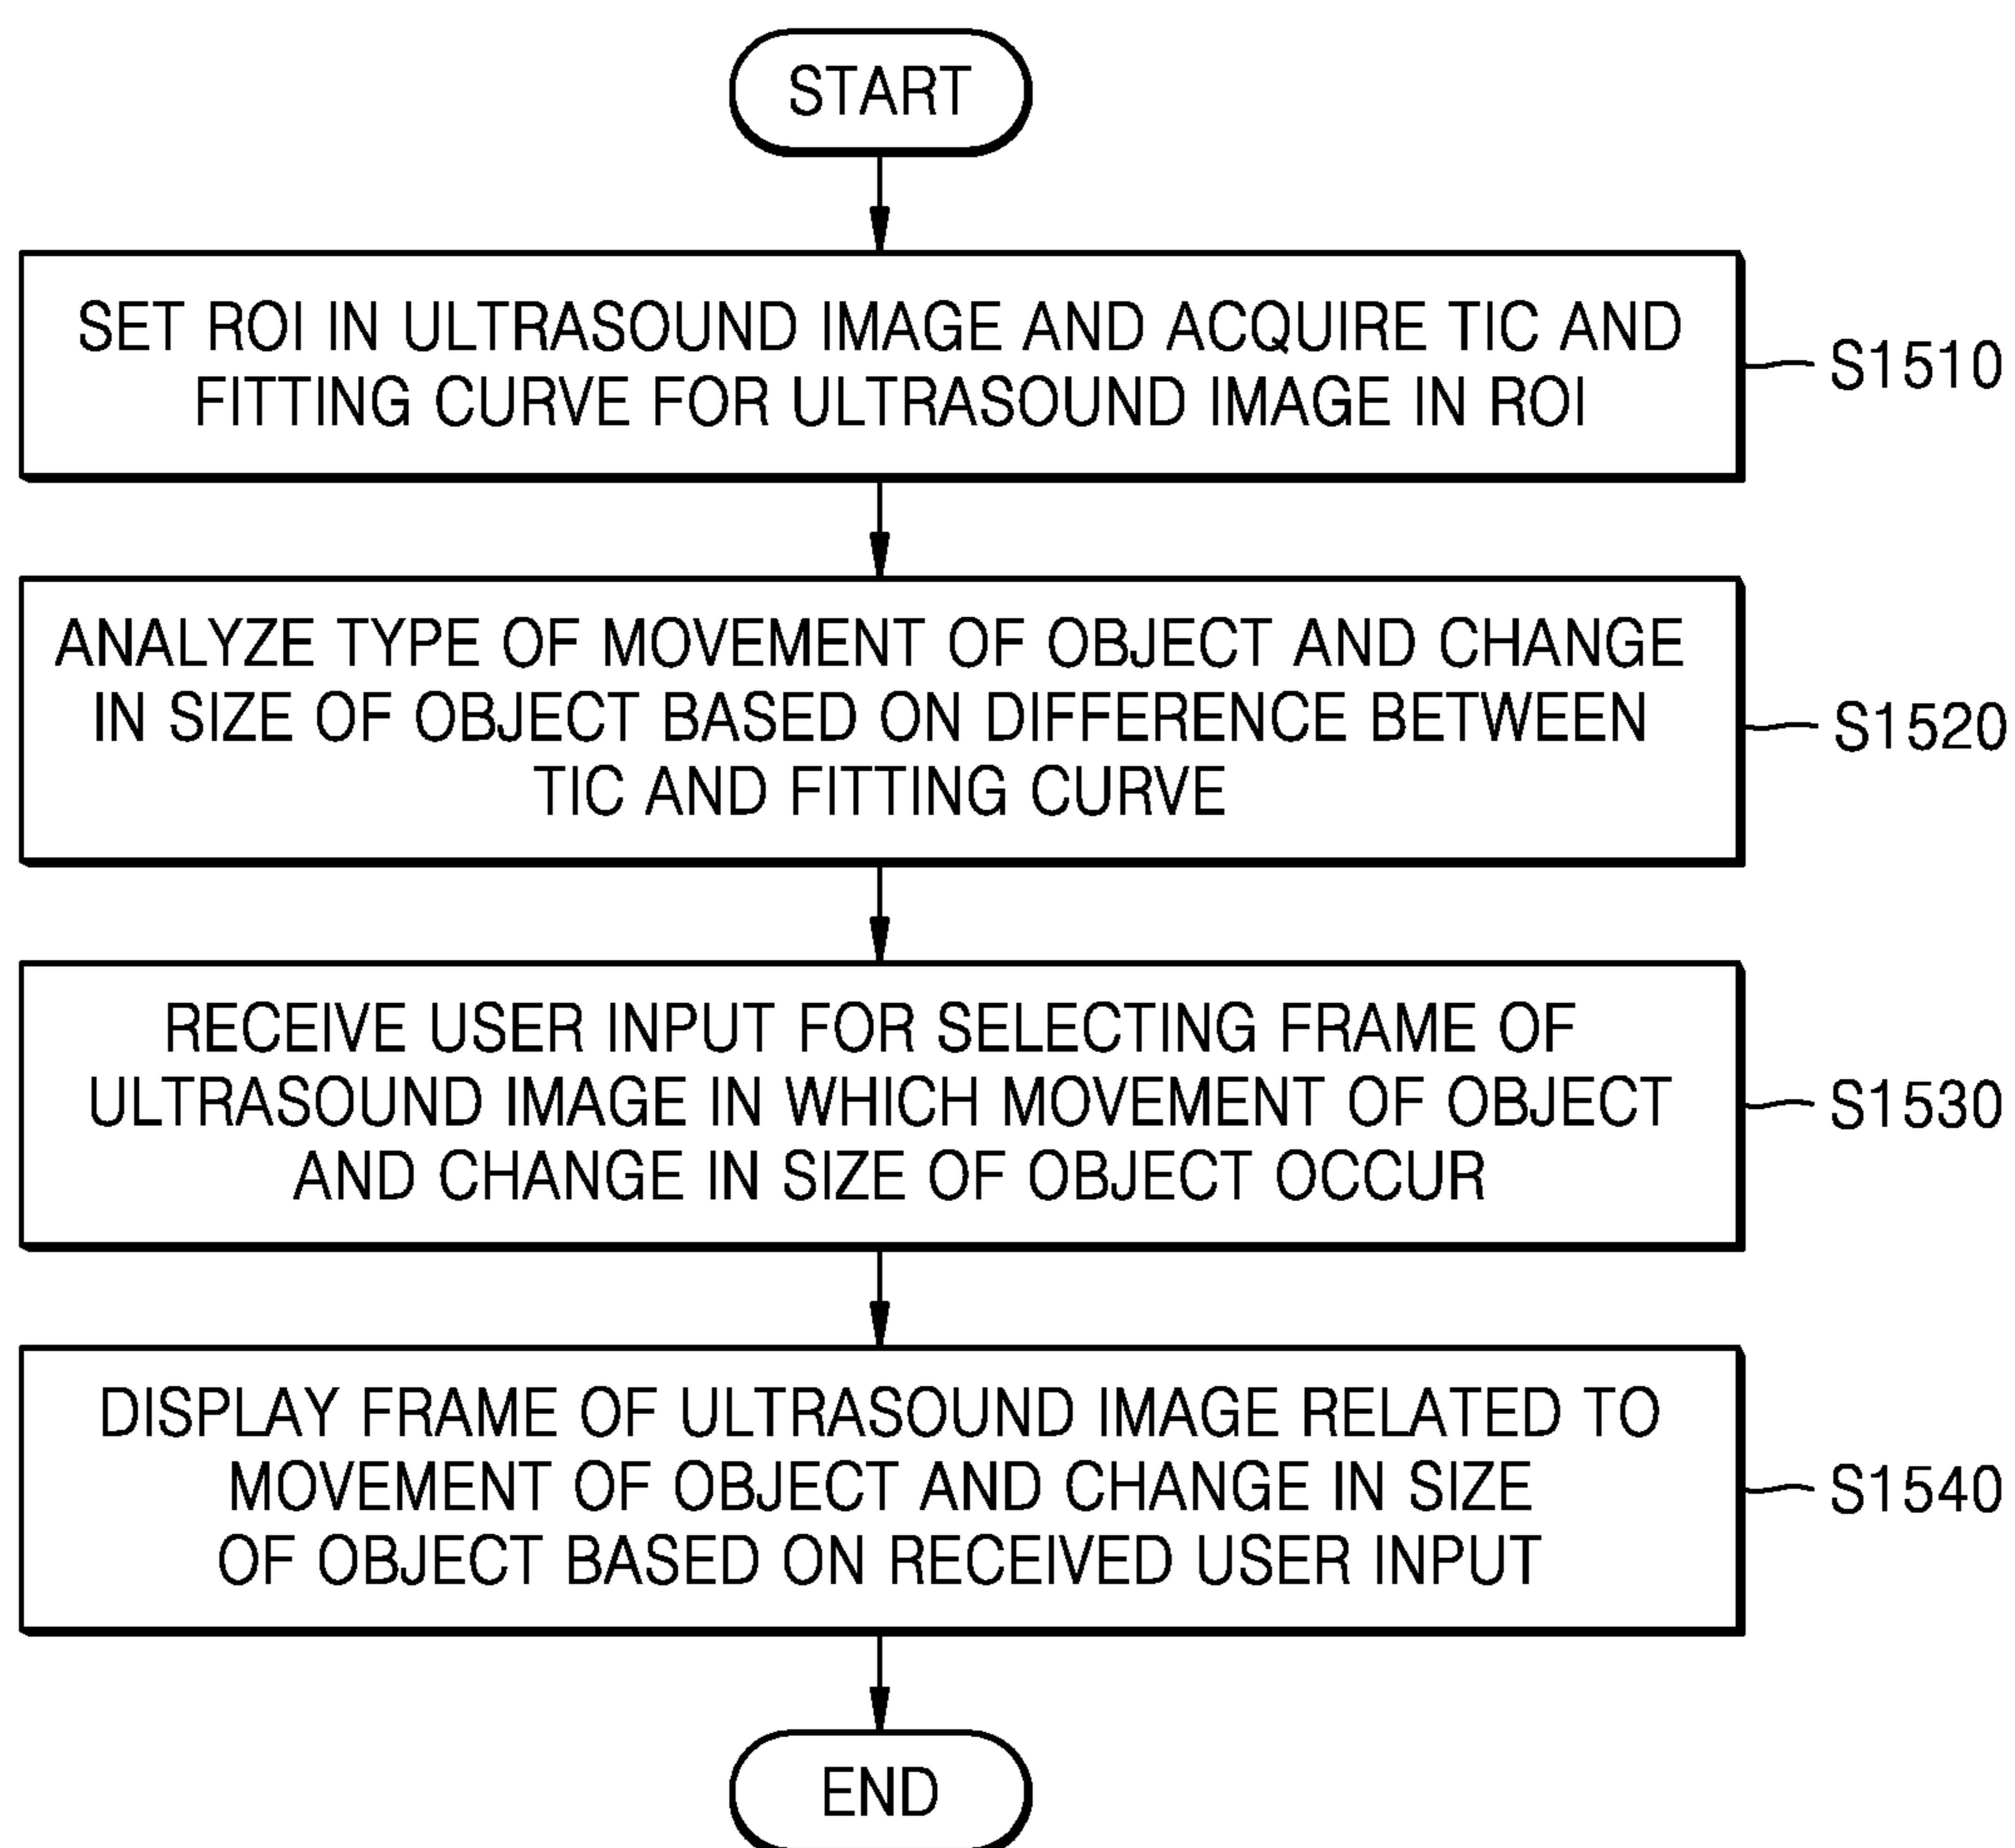 START
SET ROI IN ULTRASOUND IMAGE AND ACQUIRE TIC AND
FITTING CURVE FOR ULTRASOUND IMAGE IN ROI
S1510
ANALYZE TYPE OF MOVEMENT OF OBJECT AND CHANGE
IN SIZE OF OBJECT BASED ON DIFFERENCE BETWEEN
TIC AND FITTING CURVE
S1520
RECEIVE USER INPUT FOR SELECTING FRAME OF
ULTRASOUND IMAGE IN WHICH MOVEMENT OF OBJECT
AND CHANGE IN SIZE OF OBJECT OCCUR
S1530
DISPLAY FRAME OF ULTRASOUND IMAGE RELATED TO
MOVEMENT OF OBJECT AND CHANGE IN SIZE
OF OBJECT BASED ON RECEIVED USER INPUT
S1540
END